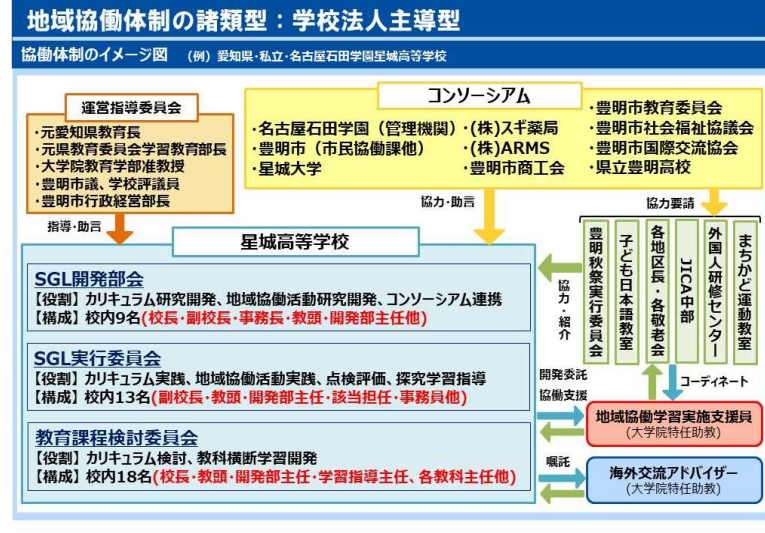 地域協働体制の諸類型：学校法人主導型
協働体制のイメージ図 （例）愛知県・私立・名古屋石田学園星城高等学校
運営指導委員会
・元愛知県教育長
・元県教育委員会学習教育部長
・大学院教育学部准教授
・豊明市議、学校評議員
・豊明市行政経営部長
コンソーシアム
・名古屋石田学園（管理機関）
・豊明市（市民協働課他）
・星城大学
・(株)スギ薬局
・(株)ARMS
・豊明市商工会
・豊明市教育委員会
・豊明市社会福祉協議会
・豊明市国際交流協会
・県立豊明高校
指導・助言
協力・助言
協力要請
星城高等学校
SGL開発部会
【役割】カリキュラム研究開発、地域協働活動研究開発、コンソーシアム連携
【構成】校内9名(校長・副校長・事務長・教頭・開発部主任他)
SGL実行委員会
【役割】カリキュラム実践、地域協働活動実践、点検評価、探究学習指導
【構成】校内13名(副校長・教頭・開発部主任・該当担任・事務員他)
教育課程検討委員会
【役割】カリキュラム検討、教科横断学習開発
【構成】校内18名(校長・教頭・開発部主任・学習指導主任、各教科主任他)
協力・紹介
豊明秋祭実行委員会
子ども日本語教室
各地区長・各敬老会
JICA中部
外国人研修センター
まちかど運動教室
開発委託
協働支援
コーディネート
地域協働学習実施支援員
(大学院特任助教)
嘱託
海外交流アドバイザー
(大学院特任助教)